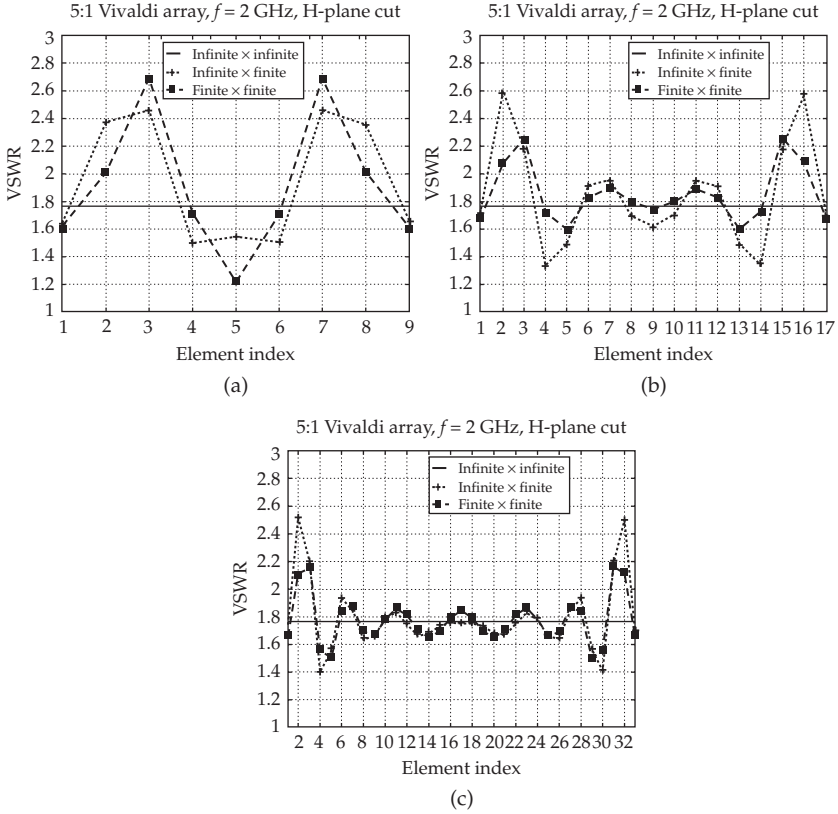 5:1 Vivaldi array, f = 2 GHz, H-plane cut
3
2.8
2.6
2.4
2.2
2
1.8
1.6
1.4
1.2
1
VSWR
Infinite × infinite
Infinite × finite
Finite × finite
1 2 3 4 5 6 7 8 9
Element index
(a)
5:1 Vivaldi array, f = 2 GHz, H-plane cut
3
2.8
2.6
2.4
2.2
2
1.8
1.6
1.4
1.2
1
VSWR
Infinite × infinite
Infinite × finite
Finite × finite
1 2 3 4 5 6 7 8 9 10 11 12 13 14 15 16 17
Element index
(b)
5:1 Vivaldi array, f = 2 GHz, H-plane cut
3
2.8
2.6
2.4
2.2
2
1.8
1.6
1.4
1.2
1
VSWR
Infinite × infinite
Infinite × finite
Finite × finite
2 4 6 8 10 12 14 16 18 20 22 24 26 28 30 32
Element index
(c)